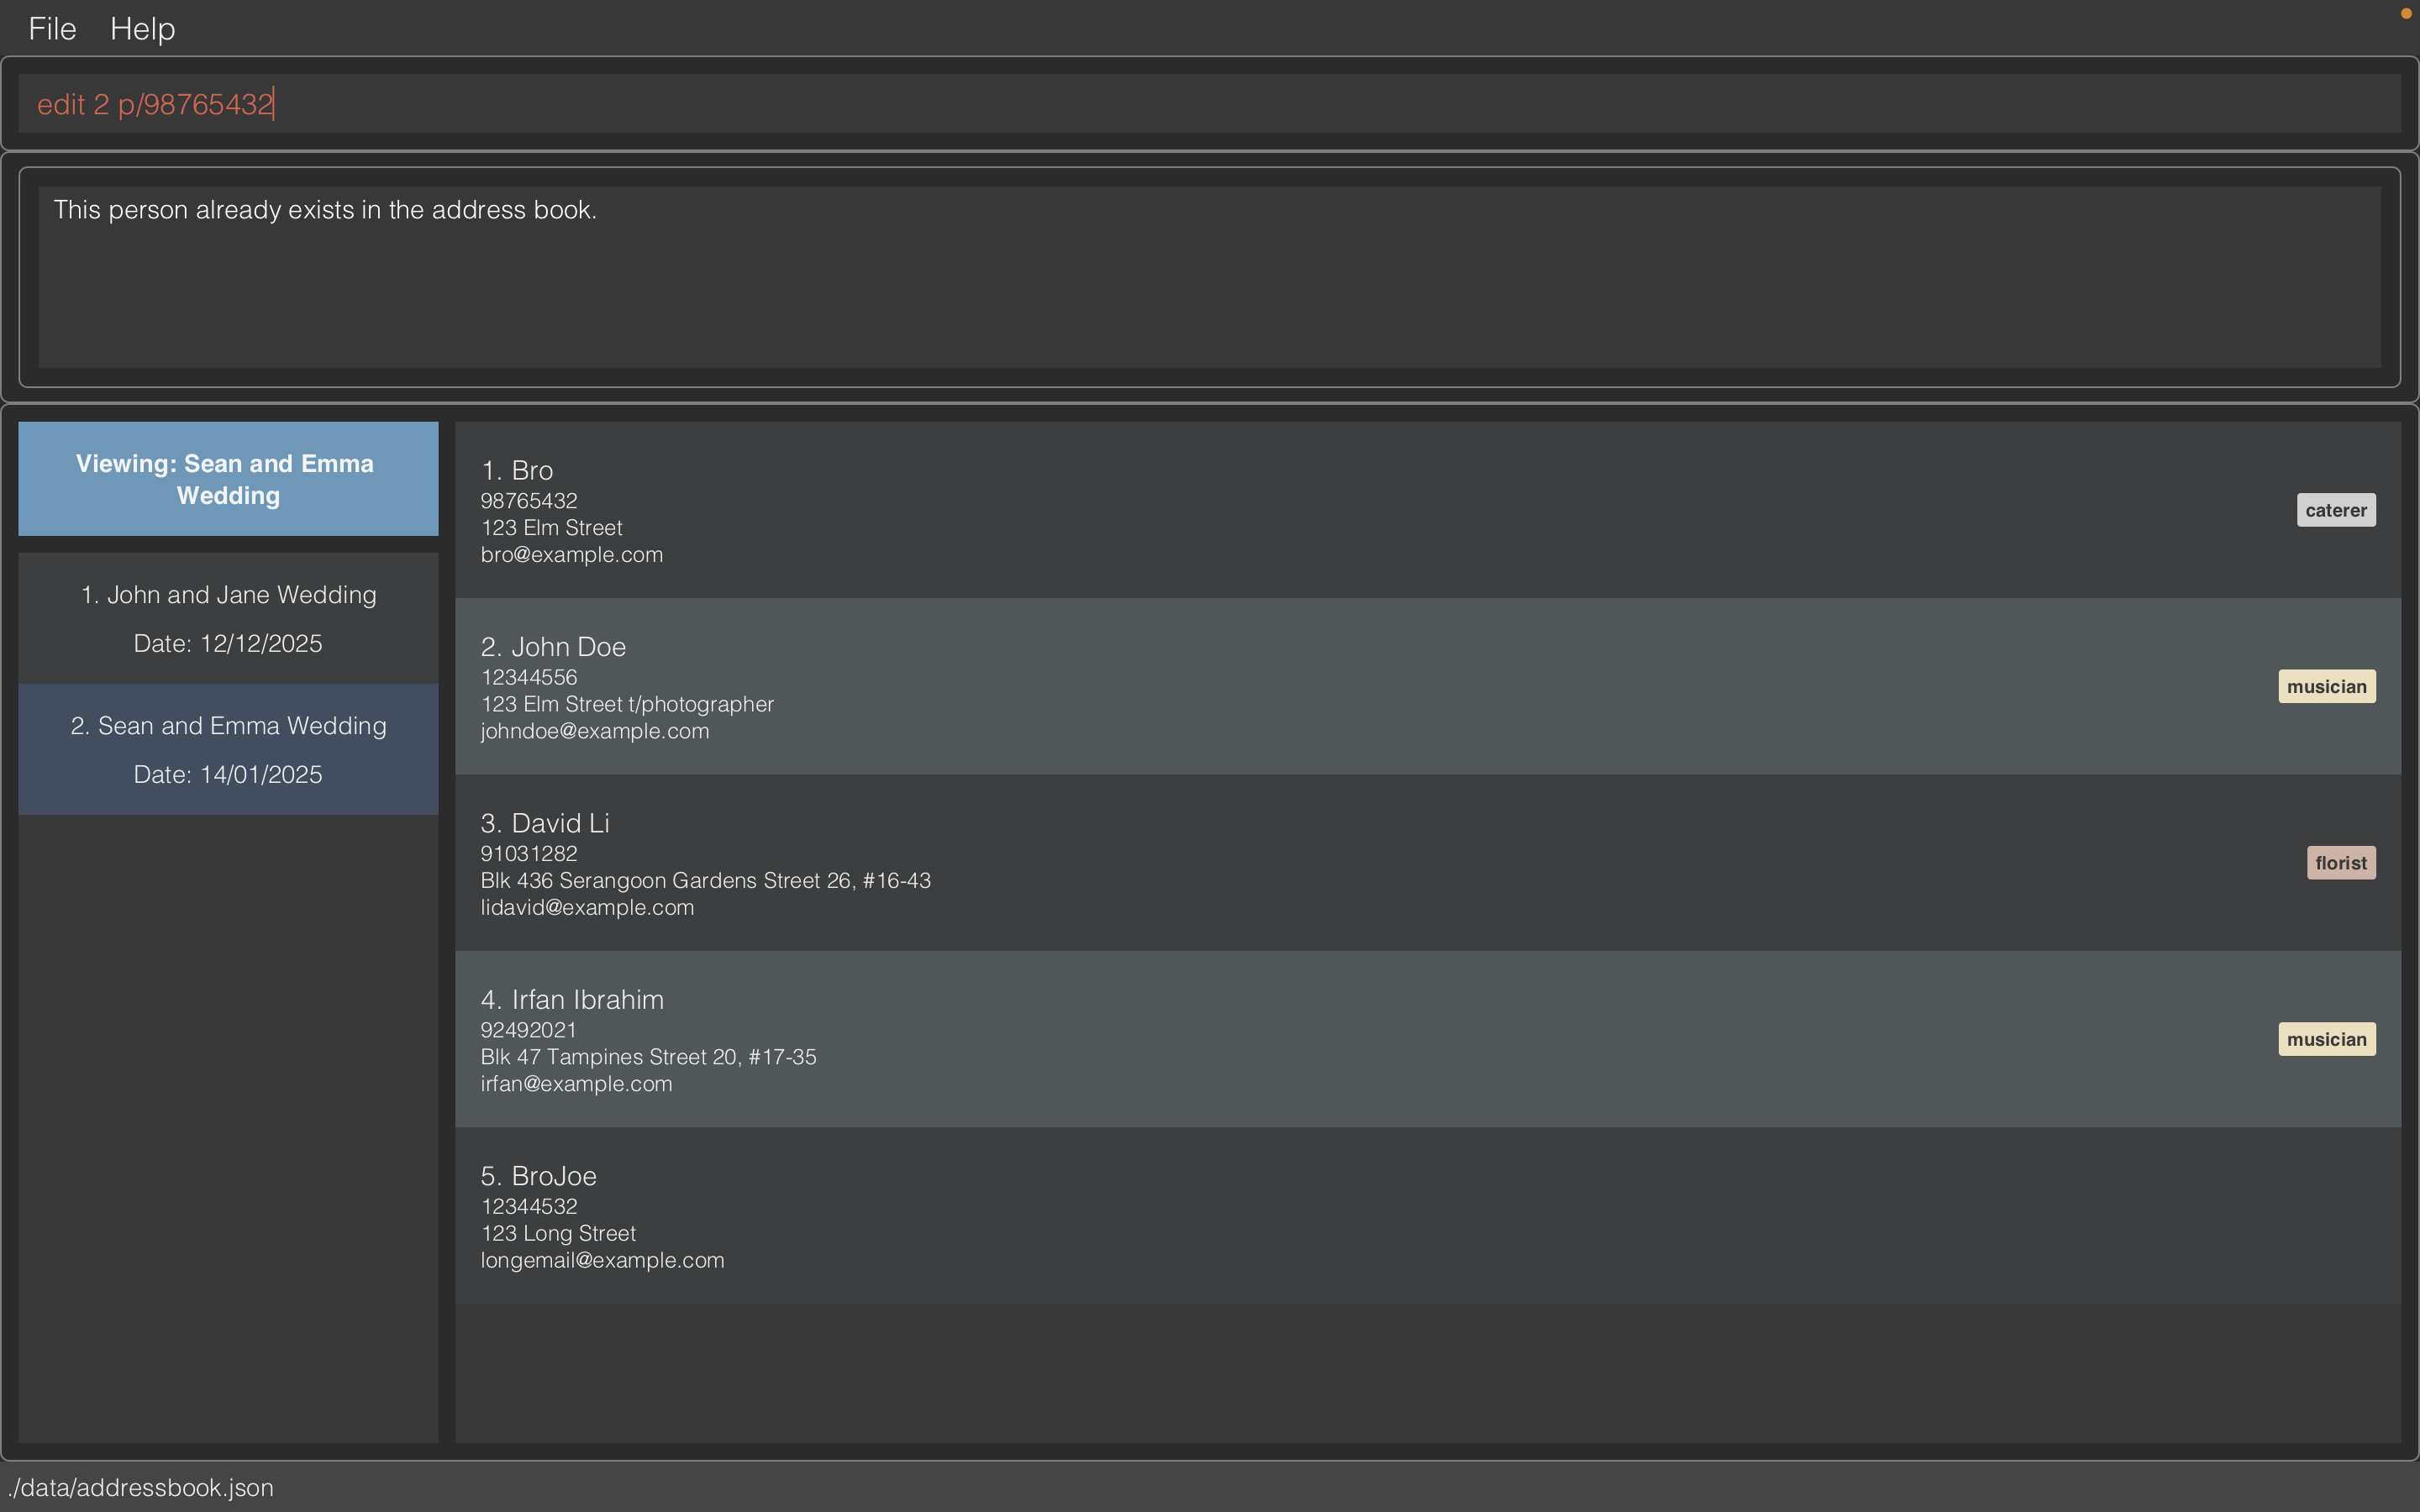 File Help
edit 2 p/98765432
This person already exists in the address book.
Viewing: Sean and Emma
Wedding
1. John and Jane Wedding
Date: 12/12/2025
2. Sean and Emma Wedding
Date: 14/01/2025
1. Bro
98765432
123 Elm Street
bro@example.com
caterer
2. John Doe
12344556
123 Elm Street t/photographer
johndoe@example.com
musician
3. David Li
91031282
Blk 436 Serangoon Gardens Street 26, #16-43
lidavid@example.com
florist
4. Irfan Ibrahim
92492021
Blk 47 Tampines Street 20, #17-35
irfan@example.com
musician
5. BroJoe
12344532
123 Long Street
longemail@example.com
./data/addressbook.json